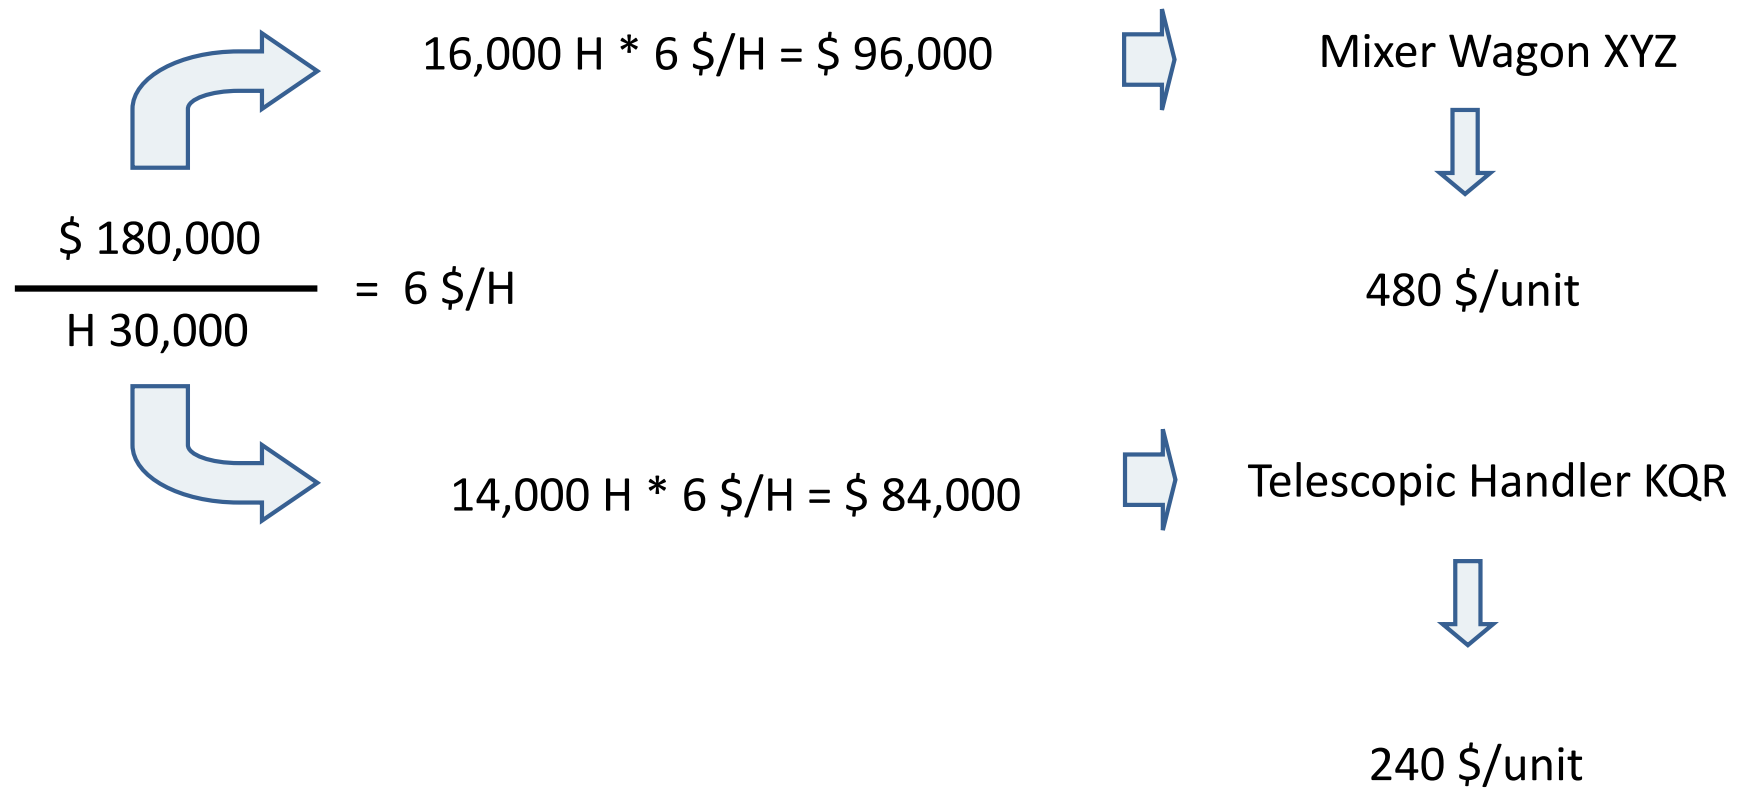 16,000 H * 6 $/H = $ 96,000
Mixer Wagon XYZ
$ 180,000
H 30,000
= 6 $/H
480 $/unit
14,000 H * 6 $/H = $ 84,000
Telescopic Handler KQR
240 $/unit